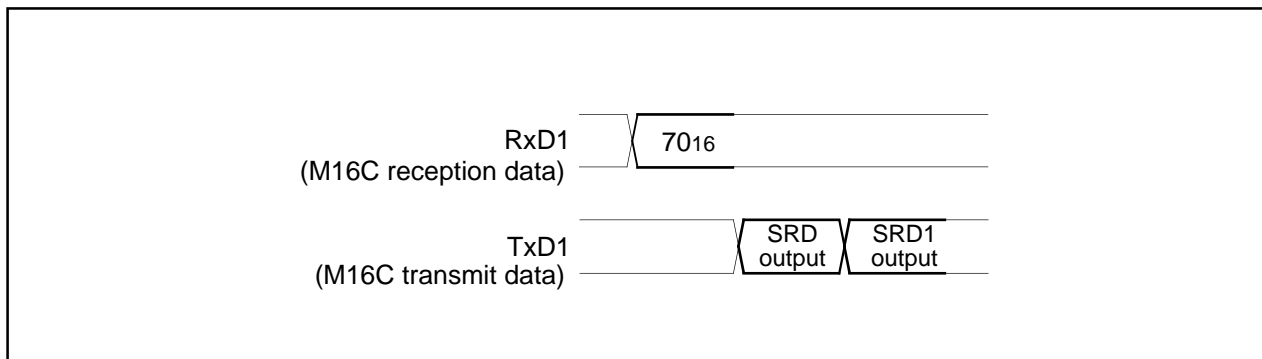 RxD1
(M16C reception data)
7016
TxD1
(M16C transmit data)
SRD
output
SRD1
output